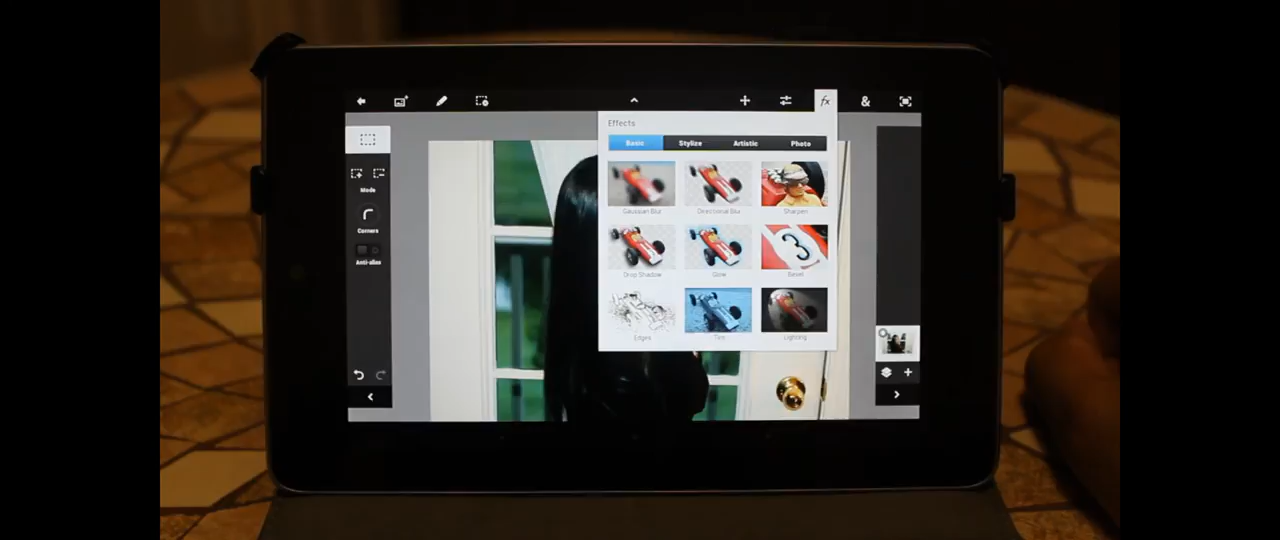 fx
&
Effects
Basic Stylize Artistic Photo
Gaussian Blur Directional Blur Sharpen
Mode
Corners
Anti-alias
Drop Shadow Glow Bevel
3
Edges Tint Lighting